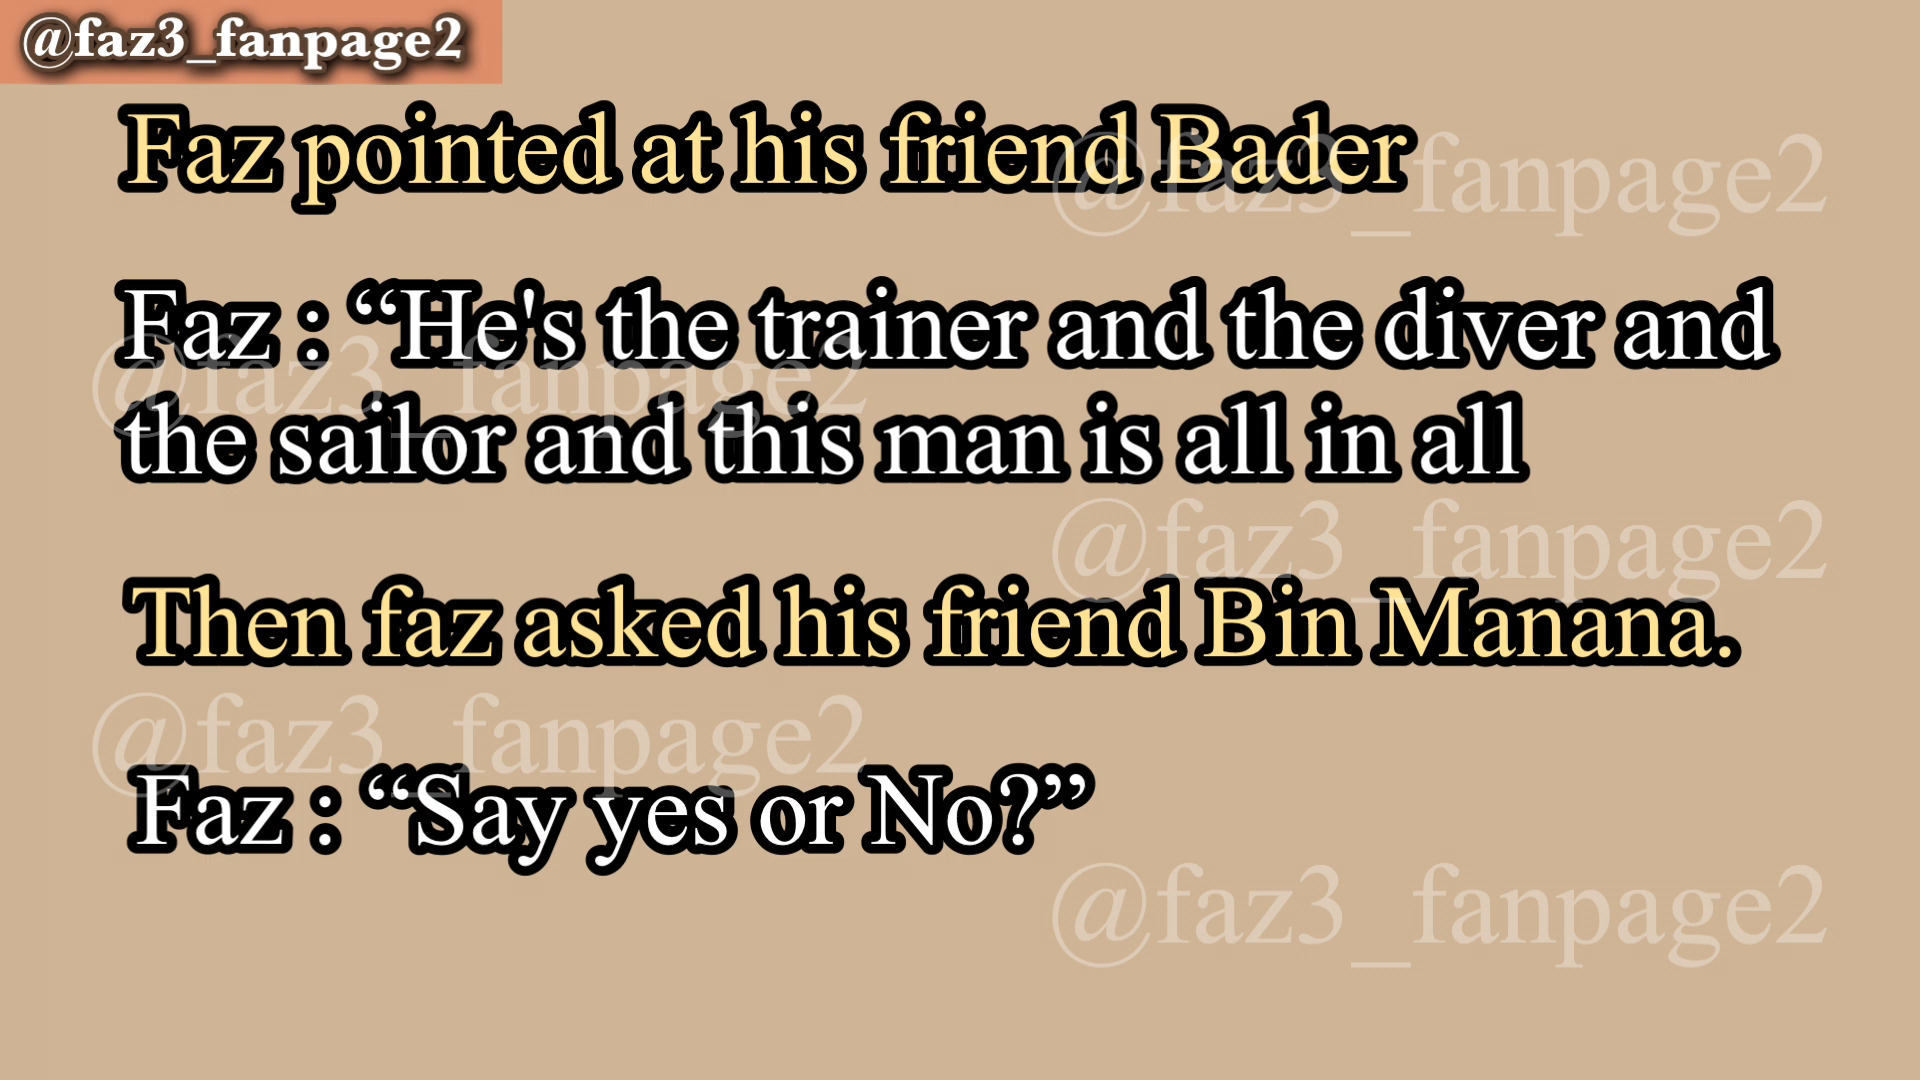 @faz3_fanpage2
Faz pointed at his friend Bader
@faz3_fanpage2
Faz : “He's the trainer and the diver and
@faz3_fanpage2
the sailor and this man is all in all
@faz3_fanpage2
Then faz asked his friend Bin Manana.
@faz3_fanpage2
Faz : “Say yes or No?”
@faz3_fanpage2